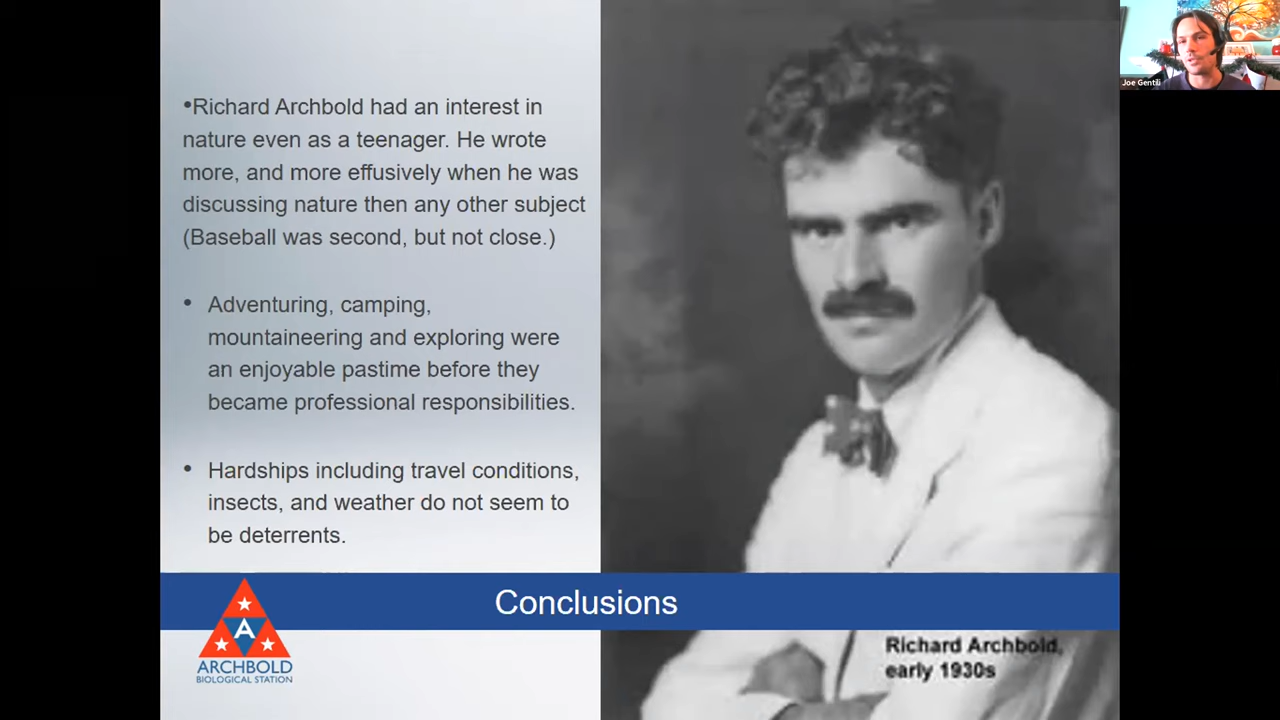 •Richard Archbold had an interest in
nature even as a teenager. He wrote
more, and more effusively when he was
discussing nature then any other subject
(Baseball was second, but not close.)
• Adventuring, camping,
mountaineering and exploring were
an enjoyable pastime before they
became professional responsibilities.
• Hardships including travel conditions,
insects, and weather do not seem to
be deterrents.
Conclusions
A
ARCHBOLD
BIOLOGICAL STATION
Richard Archbold,
early 1930s
Joe Gentili